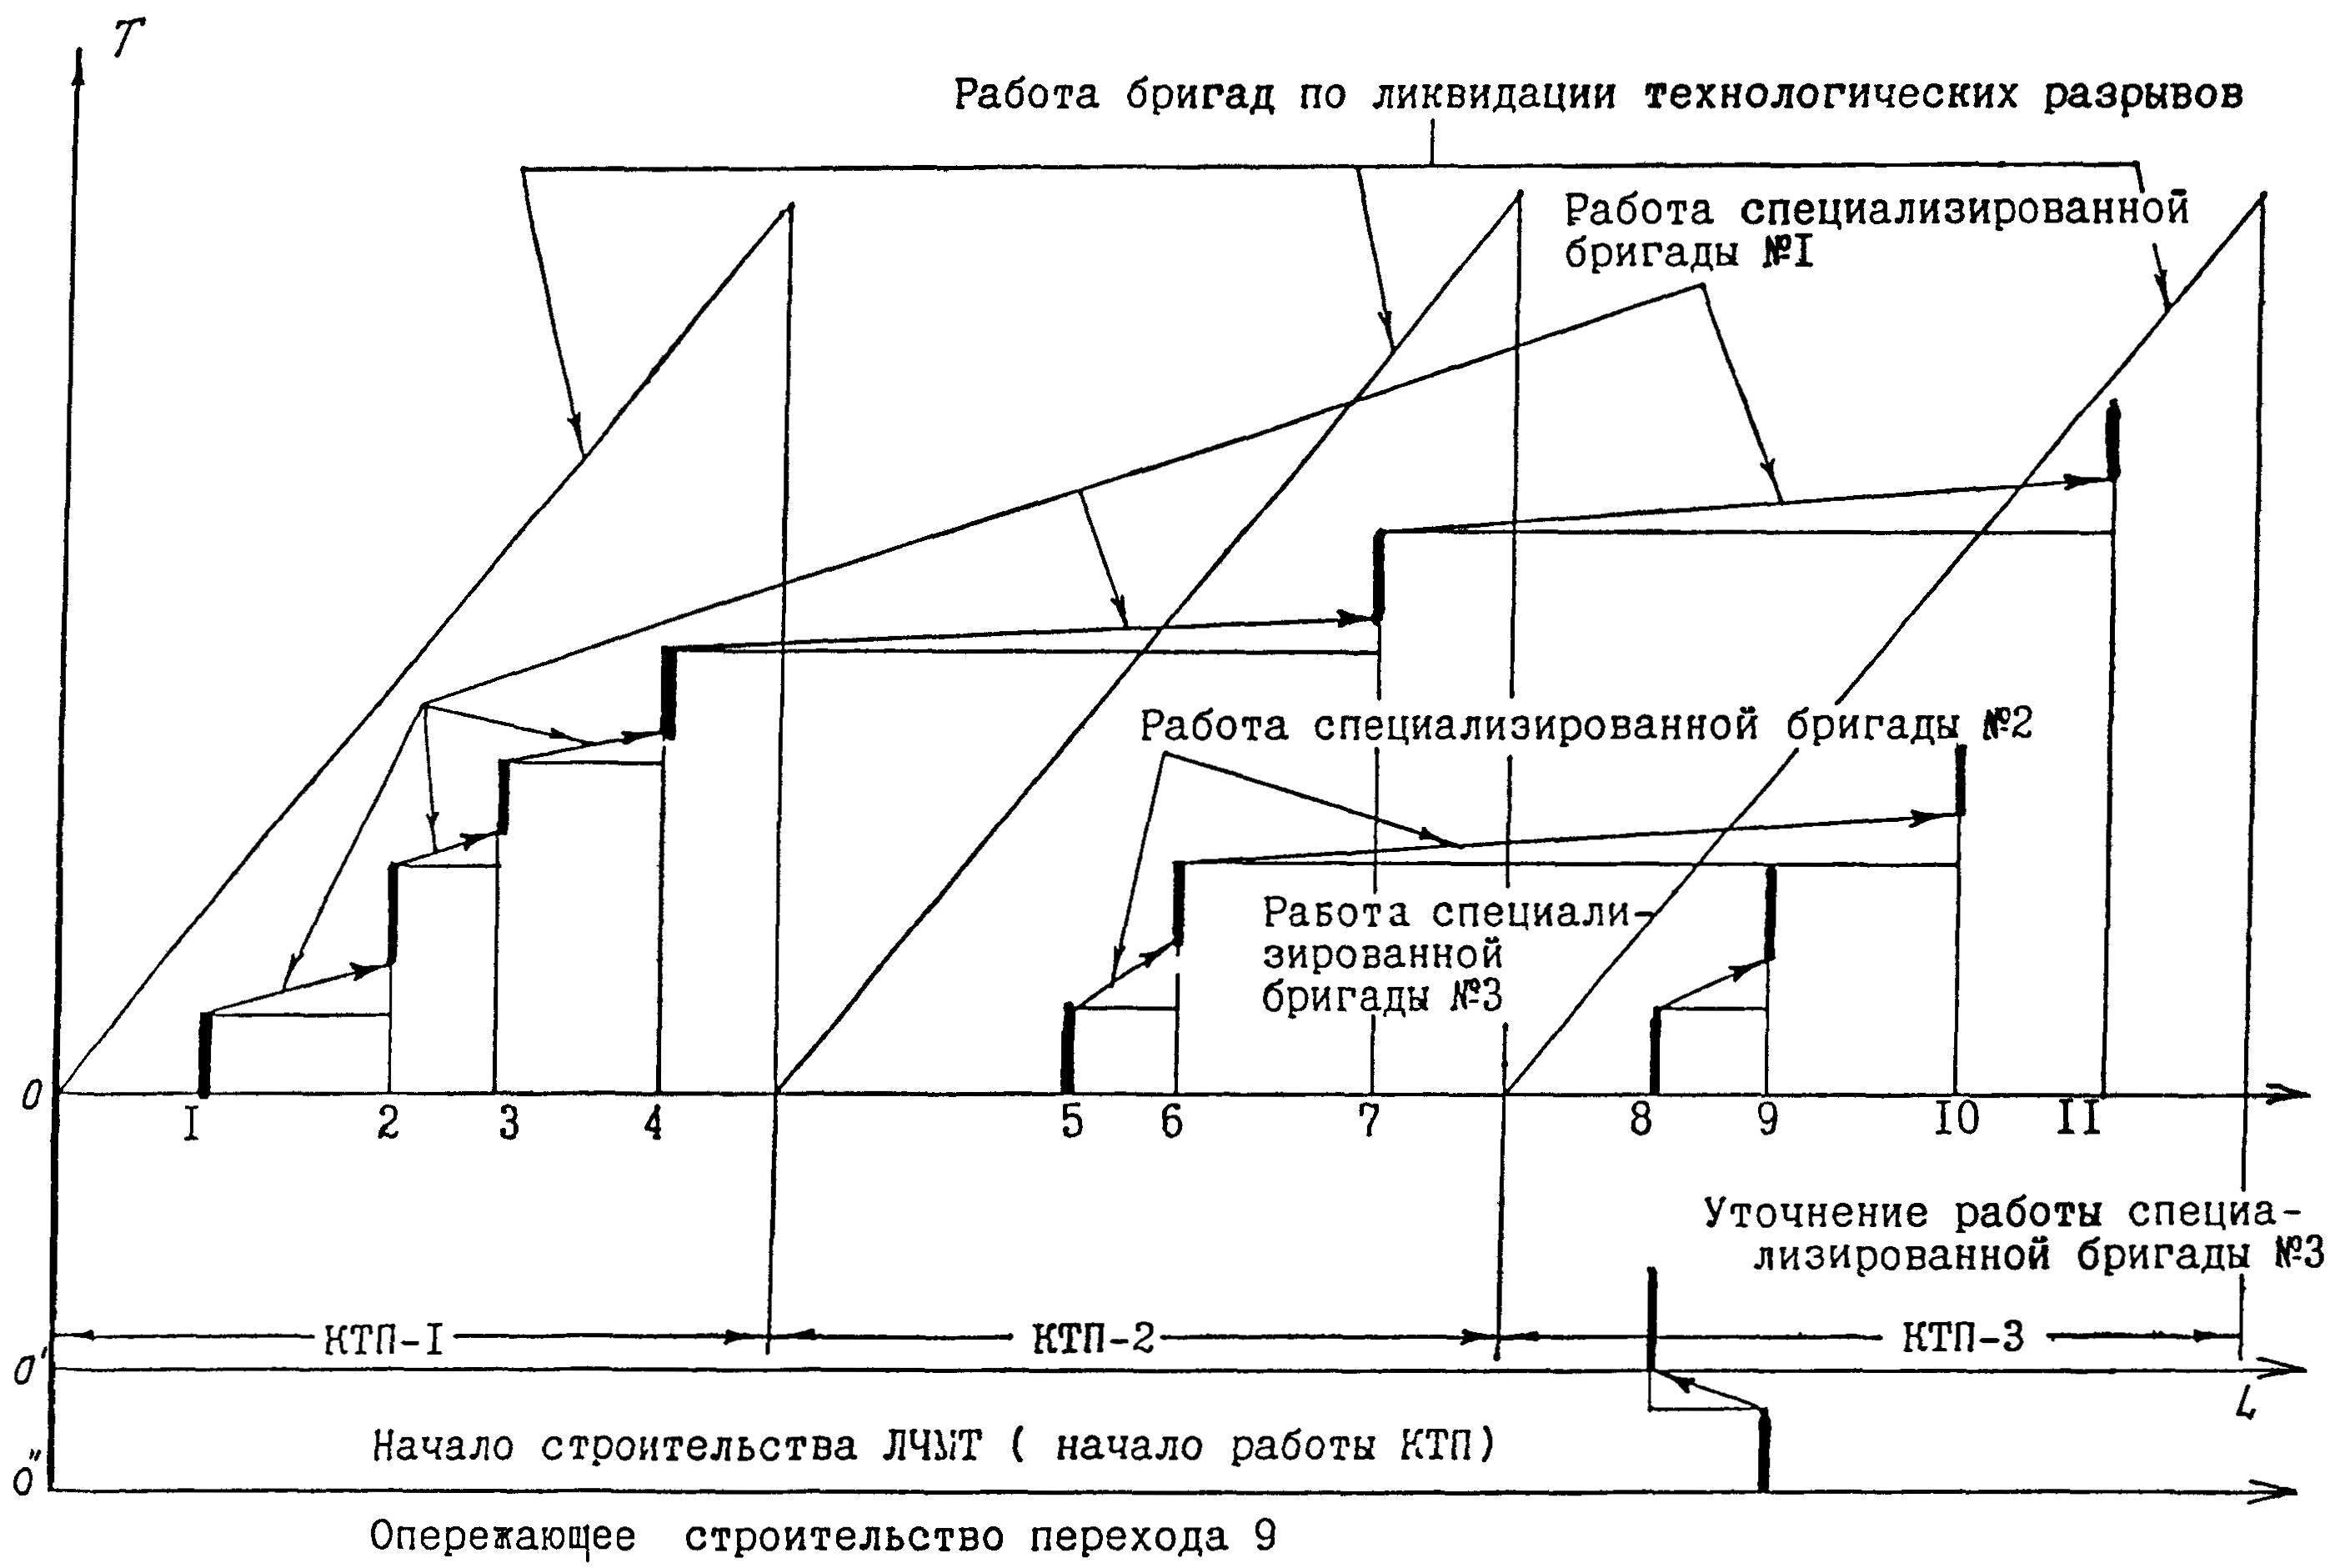 T
Работа бригад по ликвидации технологических разрывов
Работа специализированной
бригады №I
Работа специализированной бригады №2
Работа специали-
зированной
бригады №3
0
I 2 3 4 5 6 7 8 9 I0 II
Уточнение работы специа-
лизированной бригады №3
КТП-I КТП-2 КТП-3
0'
L
Начало строительства ЛЧМТ ( начало работы КТП)
0"
Опережающее строительство перехода 9